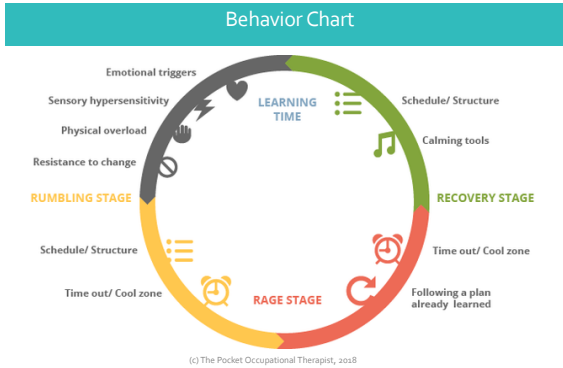 Behavior Chart
Emotional triggers
Sensory hypersensitivity
Physical overload
Resistance to change
RUMBLING STAGE
Schedule/ Structure
Time out/ Cool zone
LEARNING
TIME
RAGE STAGE
Schedule/ Structure
Calming tools
RECOVERY STAGE
Time out/ Cool zone
Following a plan
already learned
(c) The Pocket Occupational Therapist, 2018